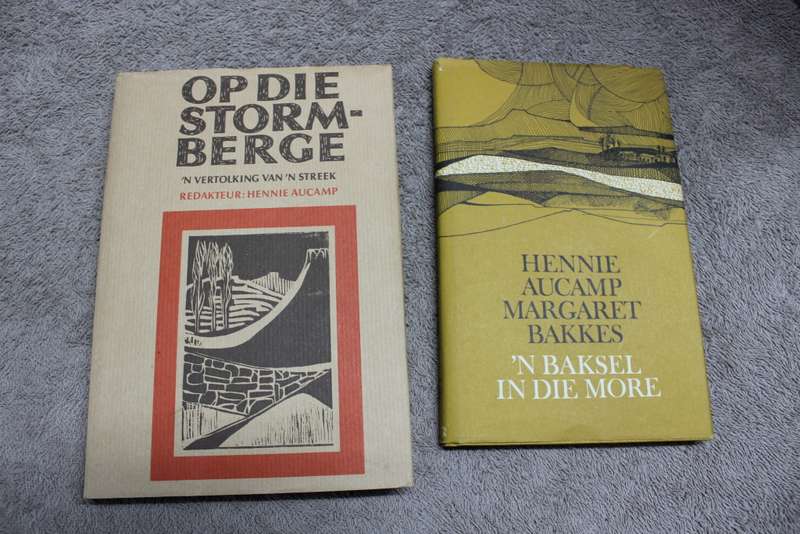 OP DIE
STORM-
BERGE
'N VERTOLKING VAN 'N STREEK
REDAKTEUR: HENNIE AUCAMP
HENNIE
AUCAMP
MARGARET
BAKKES
'N BAKSEL
IN DIE MORE